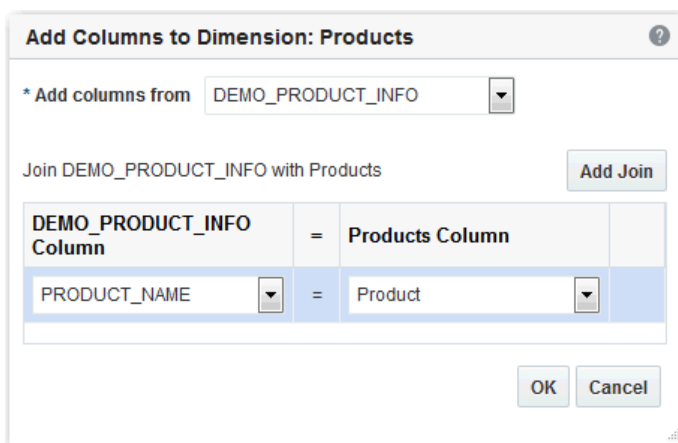 Add Columns to Dimension: Products ?
* Add columns from DEMO_PRODUCT_INFO
Join DEMO_PRODUCT_INFO with Products Add Join
DEMO_PRODUCT_INFO
Column = Products Column
PRODUCT_NAME = Product
OK Cancel